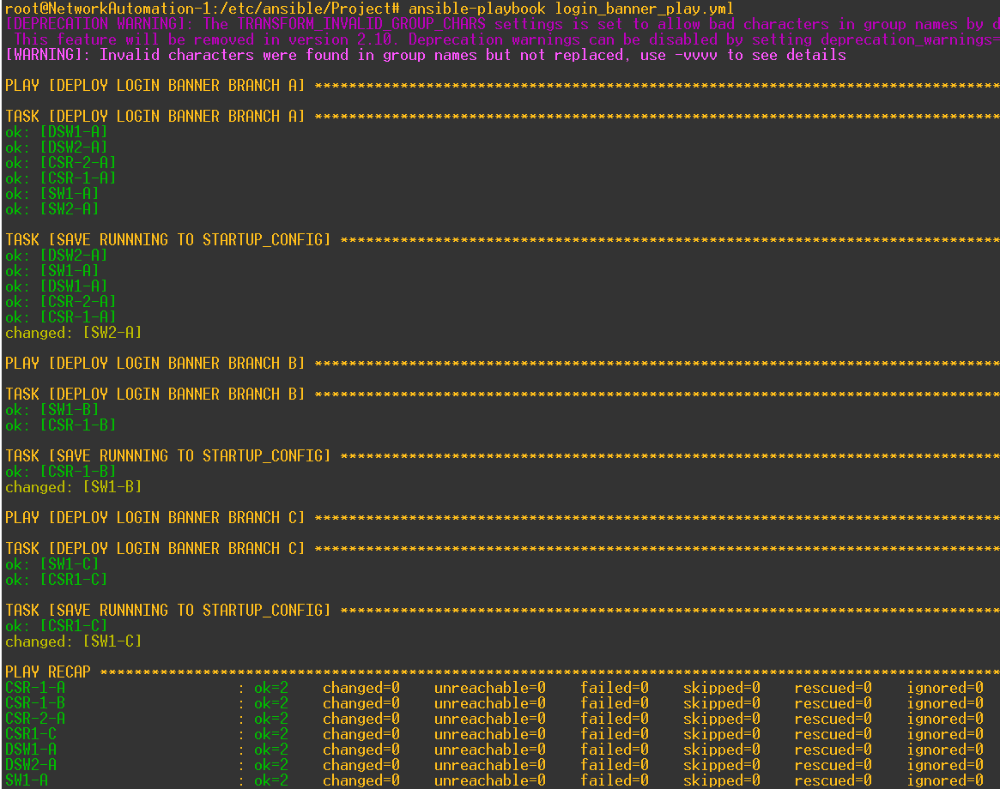 root@NetworkAutomation-1:/etc/ansible/Project# ansible-playbook login_banner_play.yml
[DEPRECATION WARNING]: The TRANSFORM_INVALID_GROUP_CHARS settings is set to allow bad characters in group names by d
This feature will be removed in version 2.10. Deprecation warnings can be disabled by setting deprecation_warnings=
[WARNING]: Invalid characters were found in group names but not replaced, use -vvvv to see details
PLAY [DEPLOY LOGIN BANNER BRANCH A] ********************************************************************************
TASK [DEPLOY LOGIN BANNER BRANCH A] ********************************************************************************
ok: [DSW1-A]
ok: [DSW2-A]
ok: [CSR-2-A]
ok: [CSR-1-A]
ok: [SW1-A]
ok: [SW2-A]
TASK [SAVE RUNNNING TO STARTUP_CONFIG] *****************************************************************************
ok: [DSW2-A]
ok: [SW1-A]
ok: [DSW1-A]
ok: [CSR-2-A]
ok: [CSR-1-A]
changed: [SW2-A]
PLAY [DEPLOY LOGIN BANNER BRANCH B] ********************************************************************************
TASK [DEPLOY LOGIN BANNER BRANCH B] ********************************************************************************
ok: [SW1-B]
ok: [CSR-1-B]
TASK [SAVE RUNNNING TO STARTUP_CONFIG] *****************************************************************************
ok: [CSR-1-B]
changed: [SW1-B]
PLAY [DEPLOY LOGIN BANNER BRANCH C] ********************************************************************************
TASK [DEPLOY LOGIN BANNER BRANCH C] ********************************************************************************
ok: [SW1-C]
ok: [CSR1-C]
TASK [SAVE RUNNNING TO STARTUP_CONFIG] *****************************************************************************
ok: [CSR1-C]
changed: [SW1-C]
PLAY RECAP *********************************************************************************************************
CSR-1-A : ok=2 changed=0 unreachable=0 failed=0 skipped=0 rescued=0 ignored=0
CSR-1-B : ok=2 changed=0 unreachable=0 failed=0 skipped=0 rescued=0 ignored=0
CSR-2-A : ok=2 changed=0 unreachable=0 failed=0 skipped=0 rescued=0 ignored=0
CSR1-C : ok=2 changed=0 unreachable=0 failed=0 skipped=0 rescued=0 ignored=0
DSW1-A : ok=2 changed=0 unreachable=0 failed=0 skipped=0 rescued=0 ignored=0
DSW2-A : ok=2 changed=0 unreachable=0 failed=0 skipped=0 rescued=0 ignored=0
SW1-A : ok=2 changed=0 unreachable=0 failed=0 skipped=0 rescued=0 ignored=0